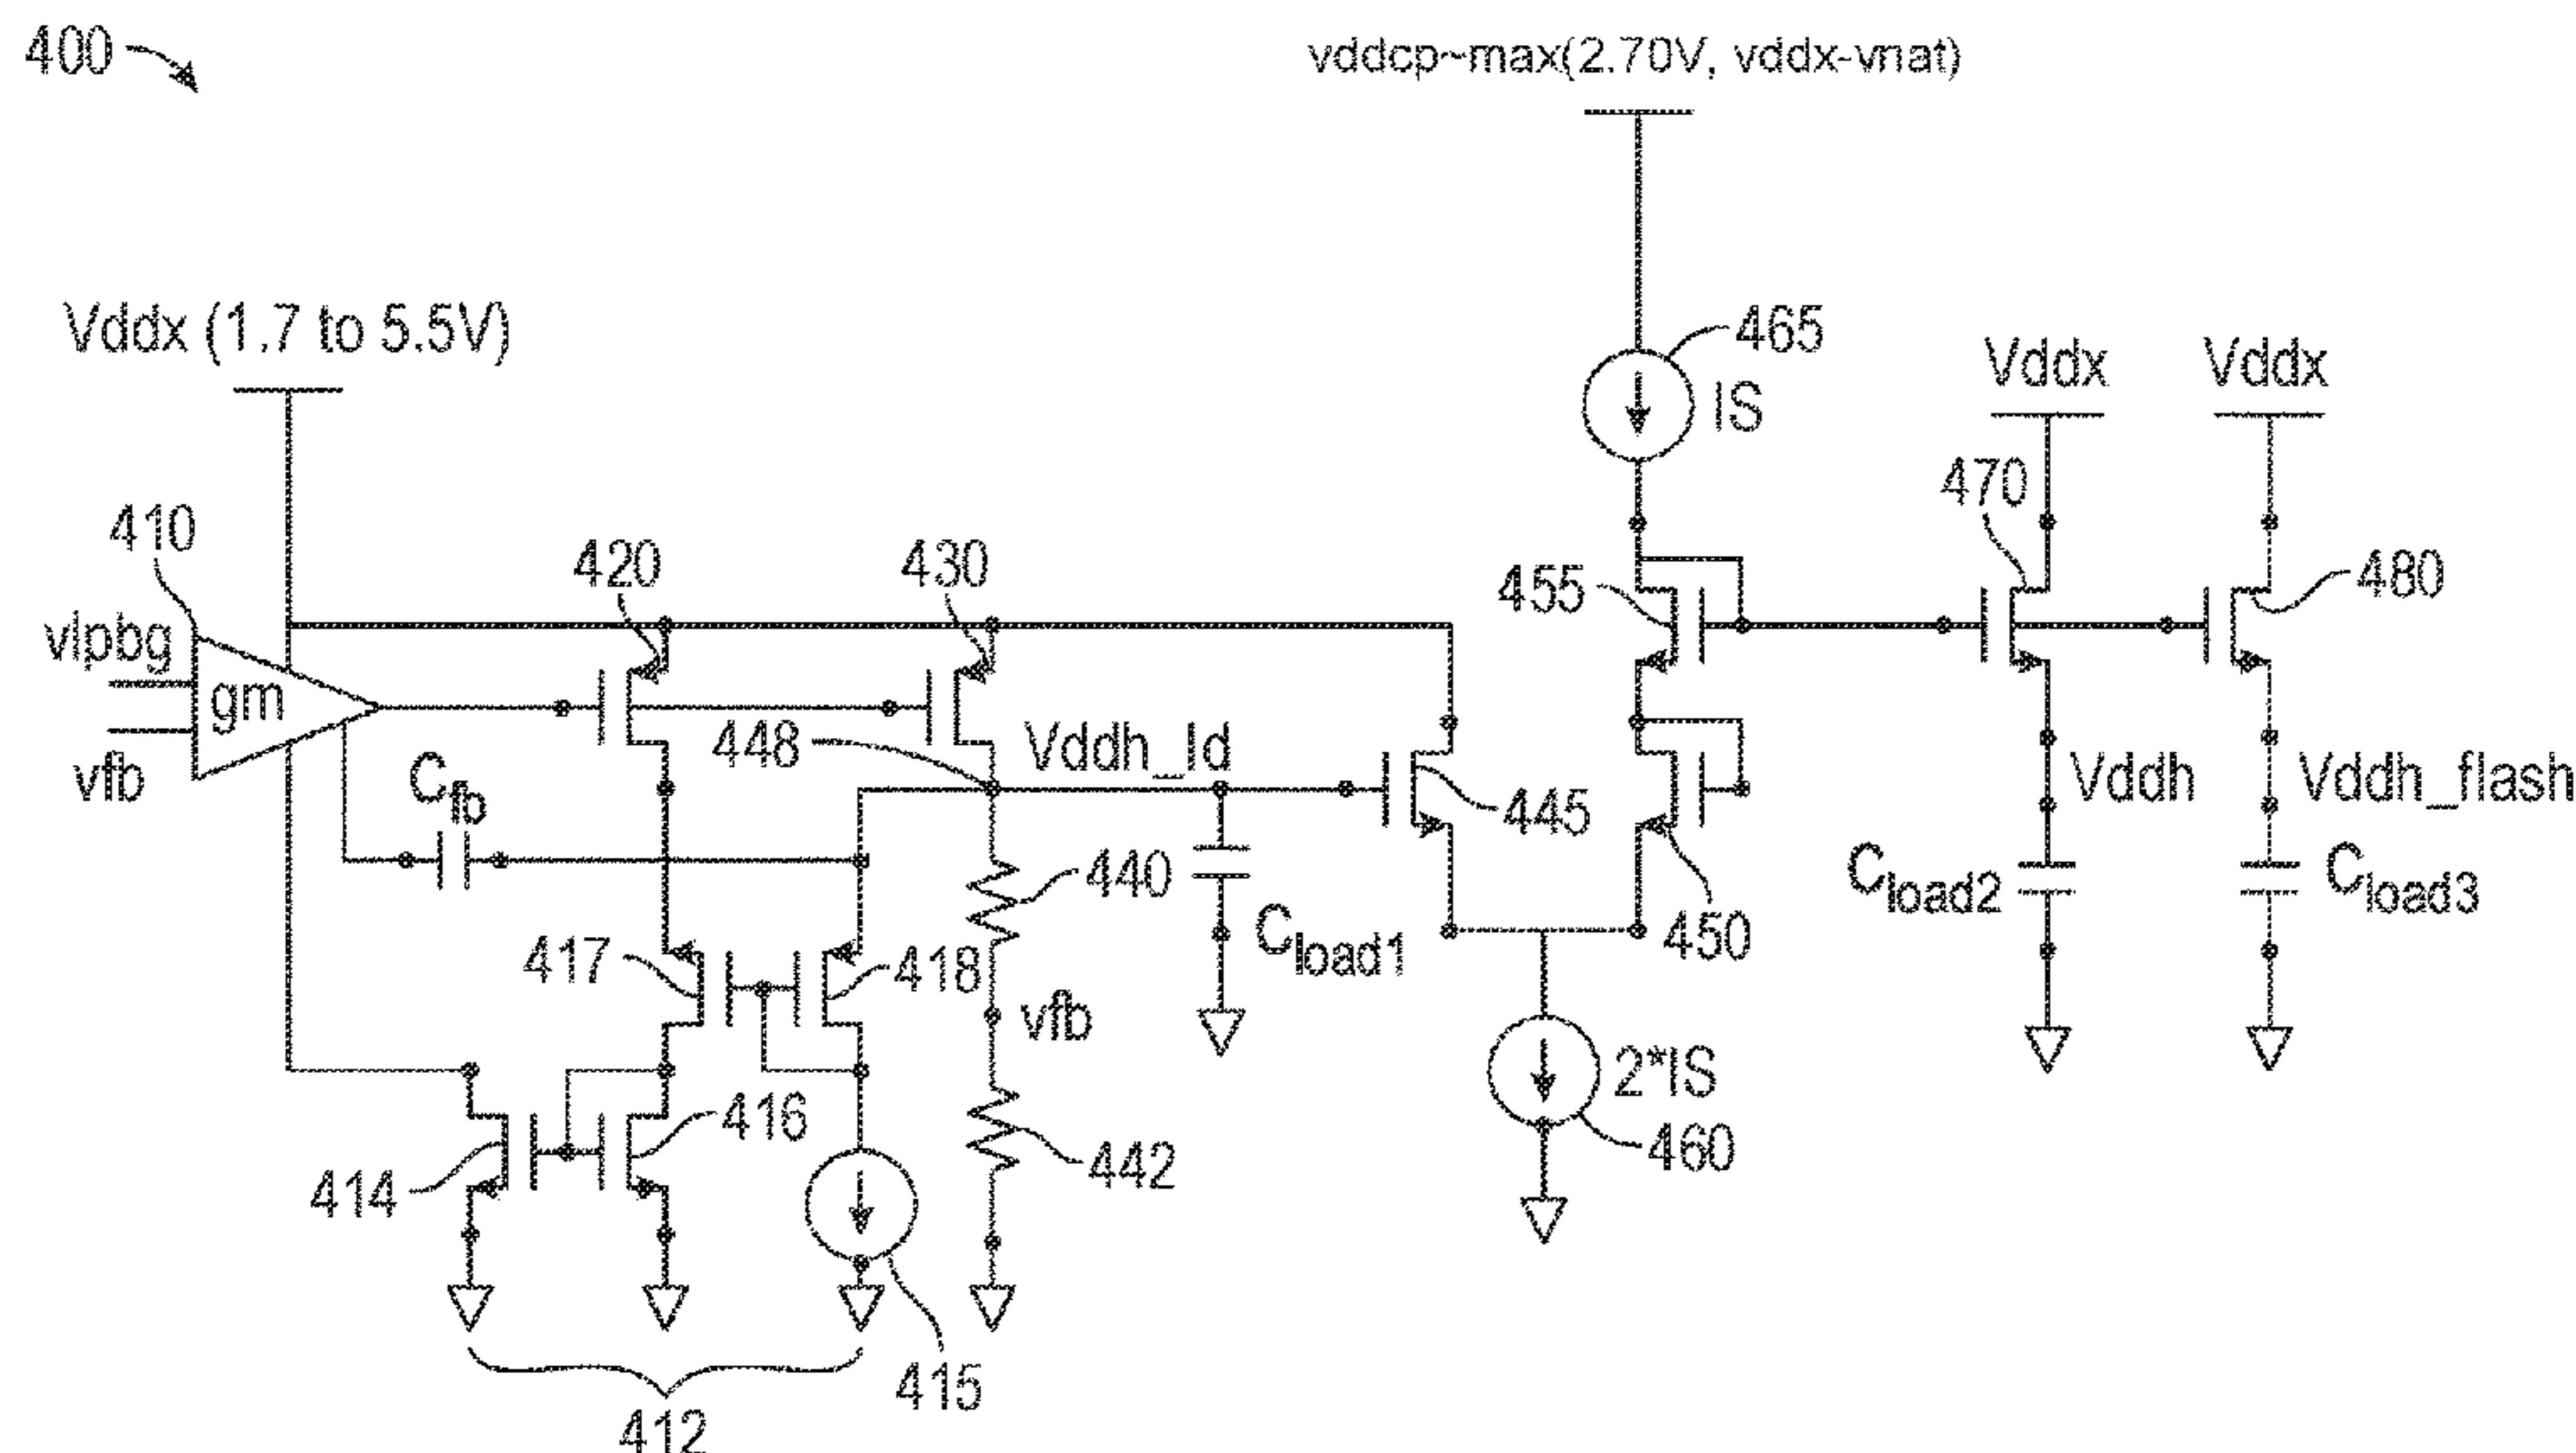 400
vddcp~max(2.70V, vddx-vnat)
Vddx (1.7 to 5.5V)
465
IS
Vddx
Vddx
410
420
430
455
470
480
vlpbg
gm
vfb
448
Vddh_ld
445
Vddh
Vddh_flash
Cfb
440
Cload1
450
Cload2
Cload3
417
418
vfb
416
2*IS
414
442
460
415
412